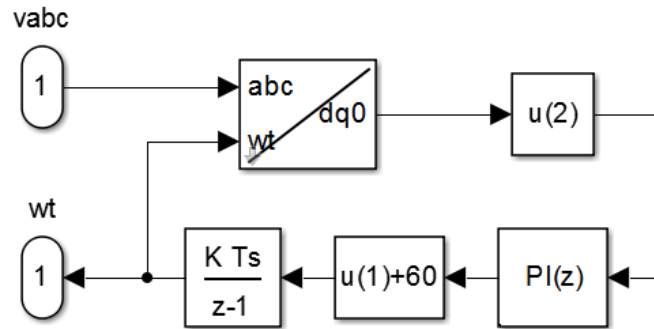 vabc
1
abc
dq0
wt
u(2)
wt
1
K Ts
z-1
u(1)+60
PI(z)